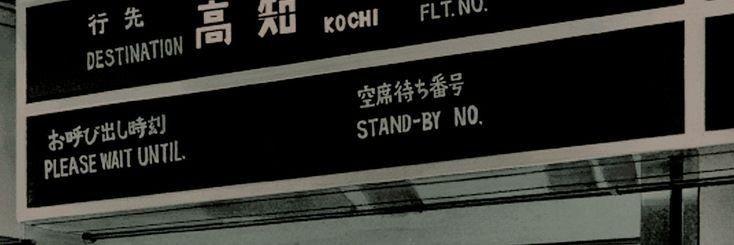 行先 高知 KOCHI FLT.NO.
DESTINATION
お呼び出し時刻 空席待ち番号
PLEASE WAIT UNTIL. STAND-BY NO.